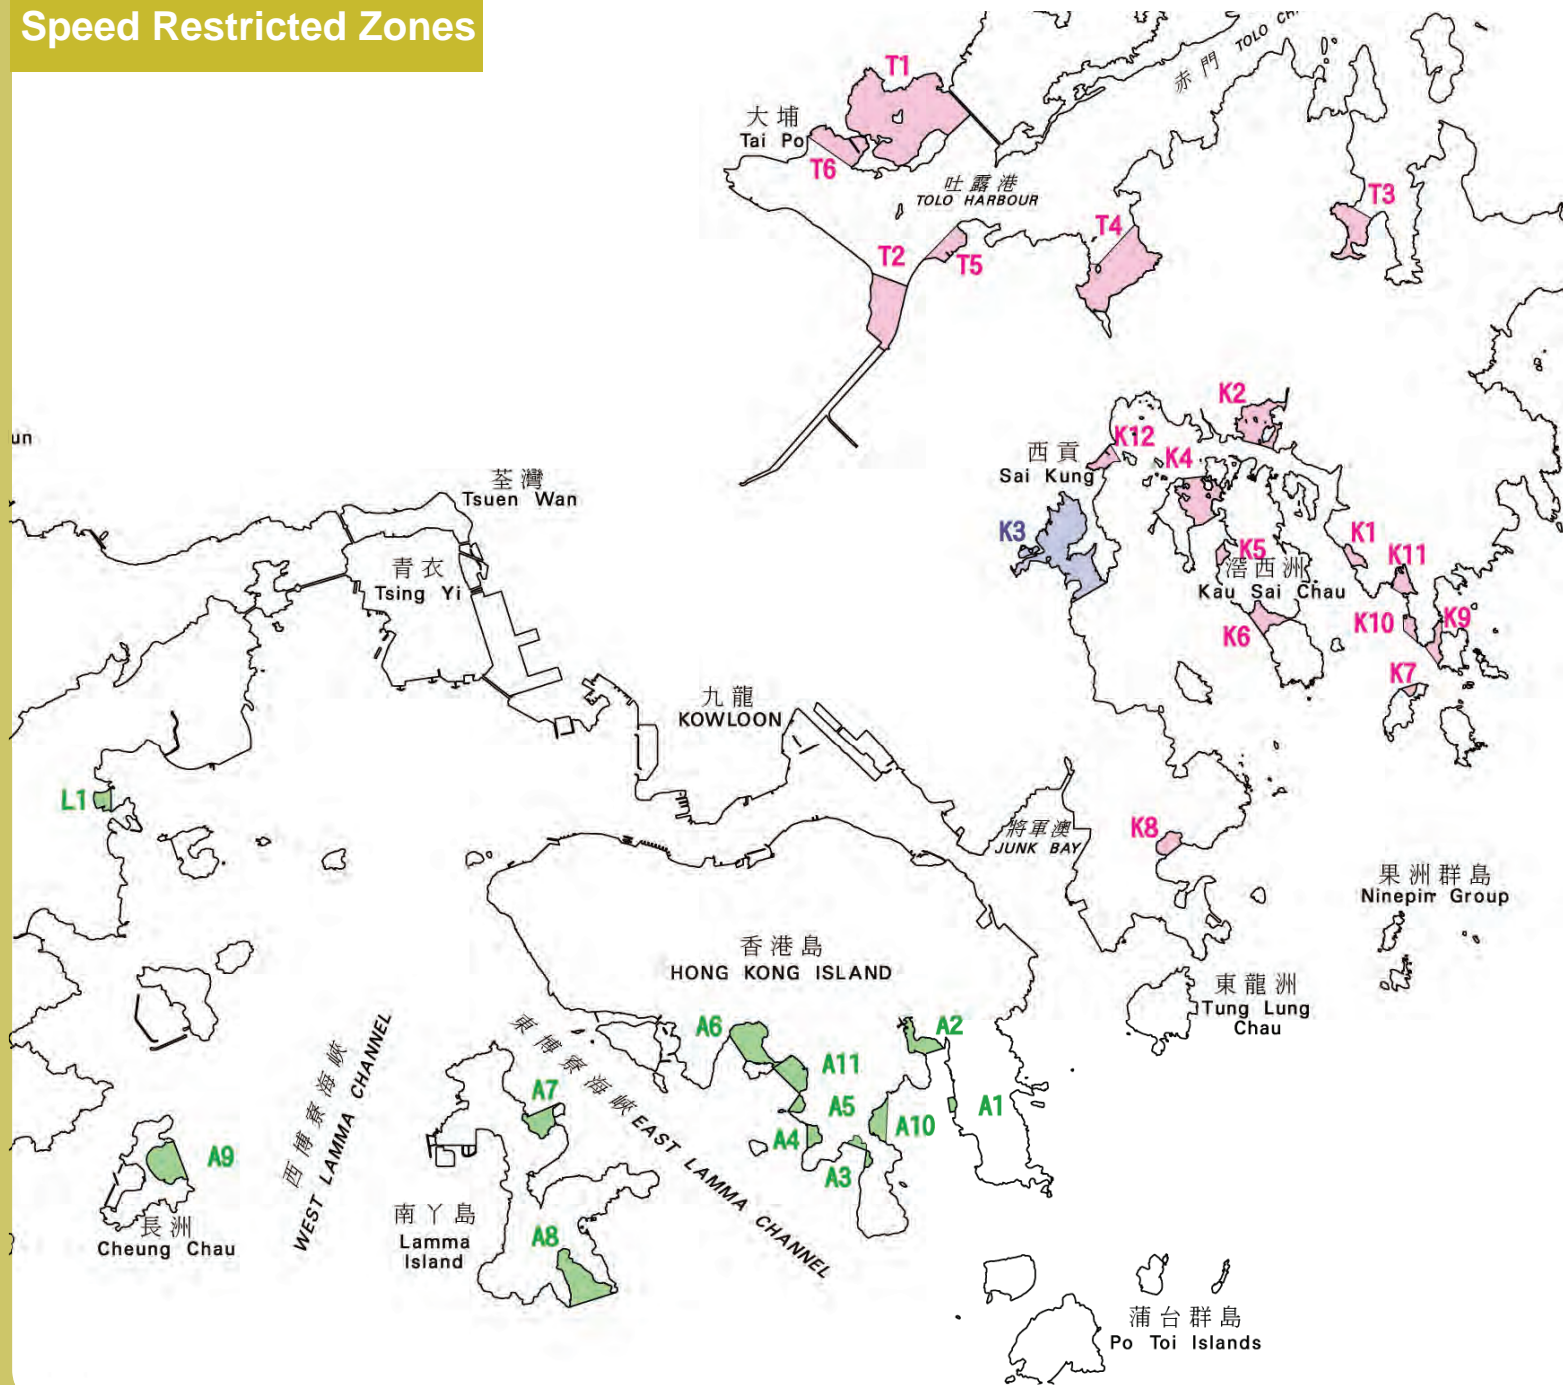 Speed Restricted Zones
赤門 TOLO CH
T1
大埔
Tai Po
T6
吐露港
TOLO HARBOUR
T3
T4
T2
T5
K2
un
K12
西貢
Sai Kung
K4
荃灣
Tsuen Wan
K3
K1
K5
K11
青衣
Tsing Yi
滘西洲
Kau Sai Chau
K10
K9
K6
K7
九龍
KOWLOON
L1
將軍澳
JUNK BAY
K8
果洲群島
Ninepin Group
香港島
HONG KONG ISLAND
東龍洲
Tung Lung
Chau
A6
A2
A11
西博寮海峽
WEST LAMMA CHANNEL
東博寮海峽 EAST LAMMA CHANNEL
A7
A5
A1
A10
A4
A9
A3
長洲
Cheung Chau
南丫島
Lamma
Island
A8
蒲台群島
Po Toi Islands